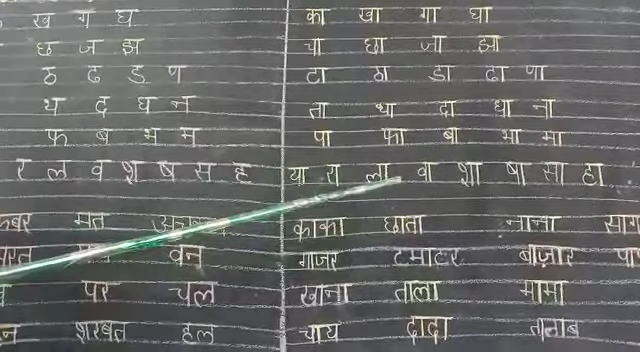 ख ग घ
छ ज झ
ठ ढ ड ण
थ द ध न
फ ब भ म
र ल व श ष स ह
मत
वन
पर चल
शरबत हल
का खा गा घा
चा छा जा झा
टा ठा डा ढा णा
ता था दा धा ना
पा फा बा भा मा
या रा ला वा शा षा सा हा
काका छाता नाना
गाजर टमाटर बाज़ार
खाना ताला मामा
चाय दादा तालाब